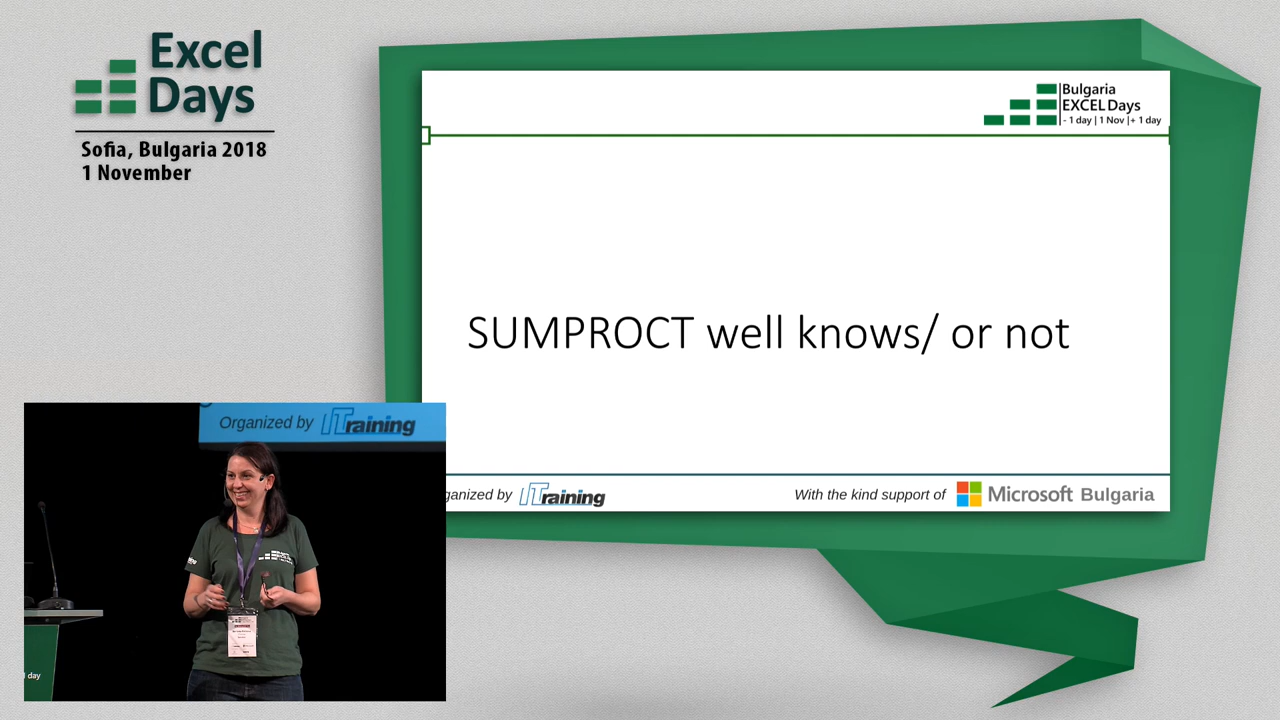 Excel
Days
Sofia, Bulgaria 2018
1 November
Bulgaria
EXCEL Days
- 1 day | 1 Nov |+ 1 day
SUMPROCT well knows/ or not
Organized by ITraining
ganized by ITraining
With the kind support of Microsoft Bulgaria
day